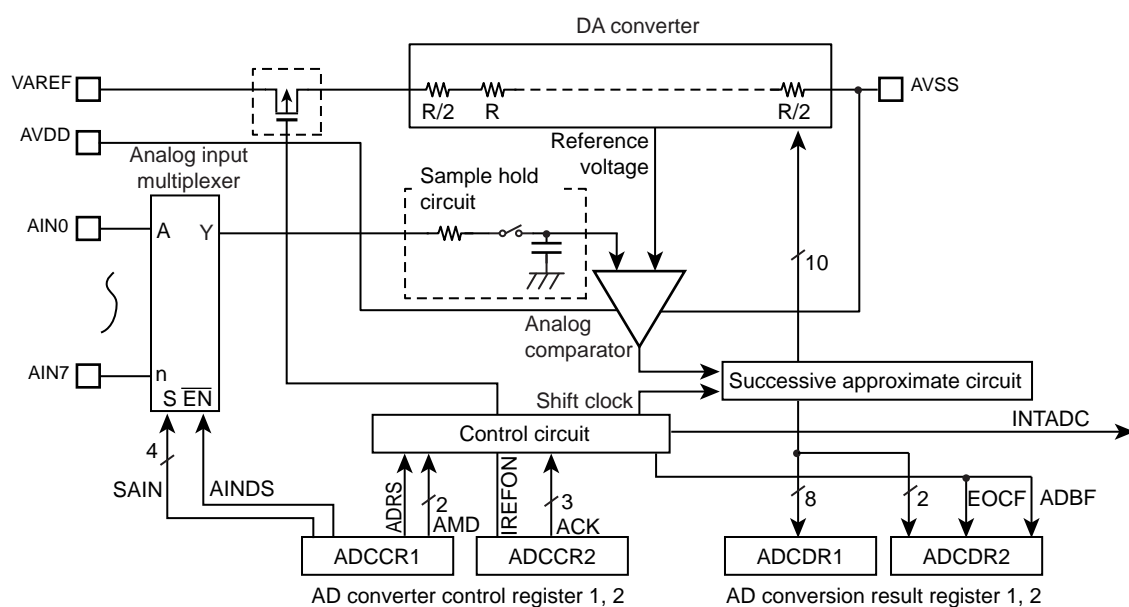 DA converter
VAREF
AVSS
R/2
R
R/2
AVDD
Reference
voltage
Analog input
multiplexer
Sample hold
circuit
AIN0
A
Y
10
Analog
comparator
AIN7
n
S EN
Successive approximate circuit
Shift clock
INTADC
Control circuit
4
SAIN
AINDS
ADRS
2
AMD
IREFON
3
ACK
8
2
EOCF
ADBF
ADCCR1
ADCCR2
ADCDR1
ADCDR2
AD converter control register 1, 2
AD conversion result register 1, 2